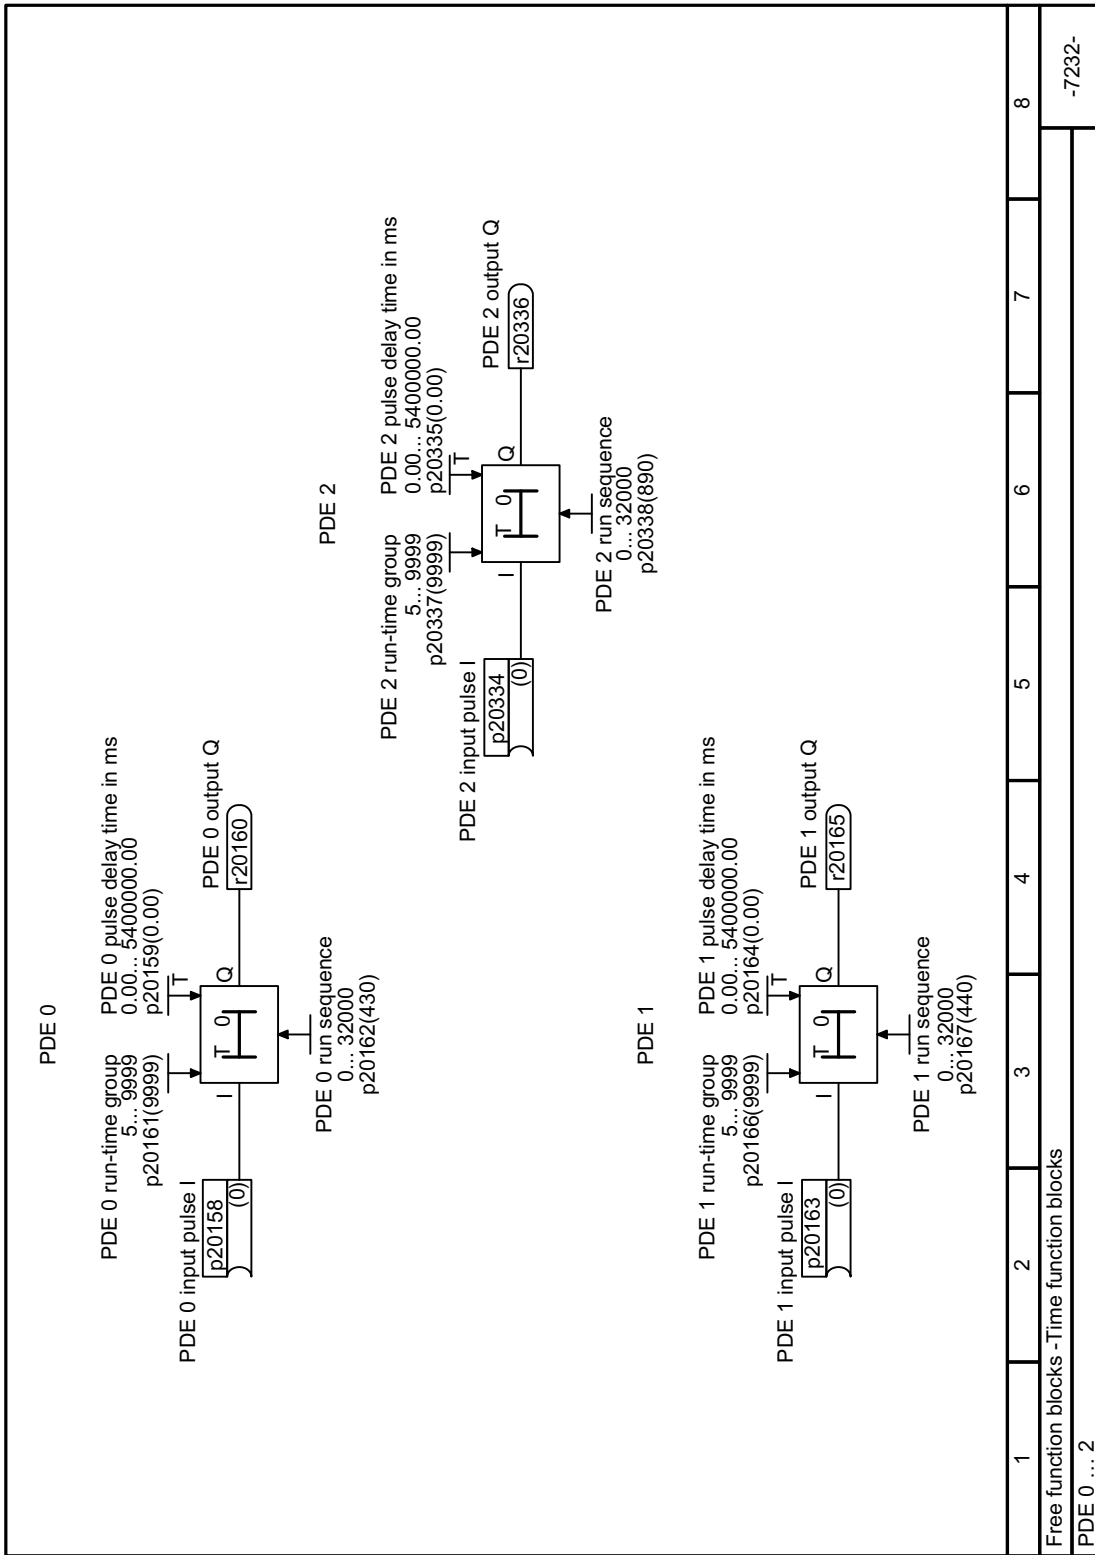 PDE 0
PDE 0 run-time group
5... 9999
p20161(9999)
PDE 0 pulse delay time in ms
0.00... 5400000.00
p20159(0.00)
T
PDE 0 input pulse I
p20158
(0)
I
T 0
Q
PDE 0 output Q
r20160
PDE 0 run sequence
0... 32000
p20162(430)
PDE 2
PDE 2 run-time group
5... 9999
p20337(9999)
PDE 2 pulse delay time in ms
0.00... 5400000.00
p20335(0.00)
T
PDE 2 input pulse I
p20334
(0)
I
T 0
Q
PDE 2 output Q
r20336
PDE 2 run sequence
0... 32000
p20338(890)
PDE 1
PDE 1 run-time group
5... 9999
p20166(9999)
PDE 1 pulse delay time in ms
0.00... 5400000.00
p20164(0.00)
T
PDE 1 input pulse I
p20163
(0)
I
T 0
Q
PDE 1 output Q
r20165
PDE 1 run sequence
0... 32000
p20167(440)
1 2 3 4 5 6 7 8
Free function blocks -Time function blocks
-7232-
PDE 0 ... 2